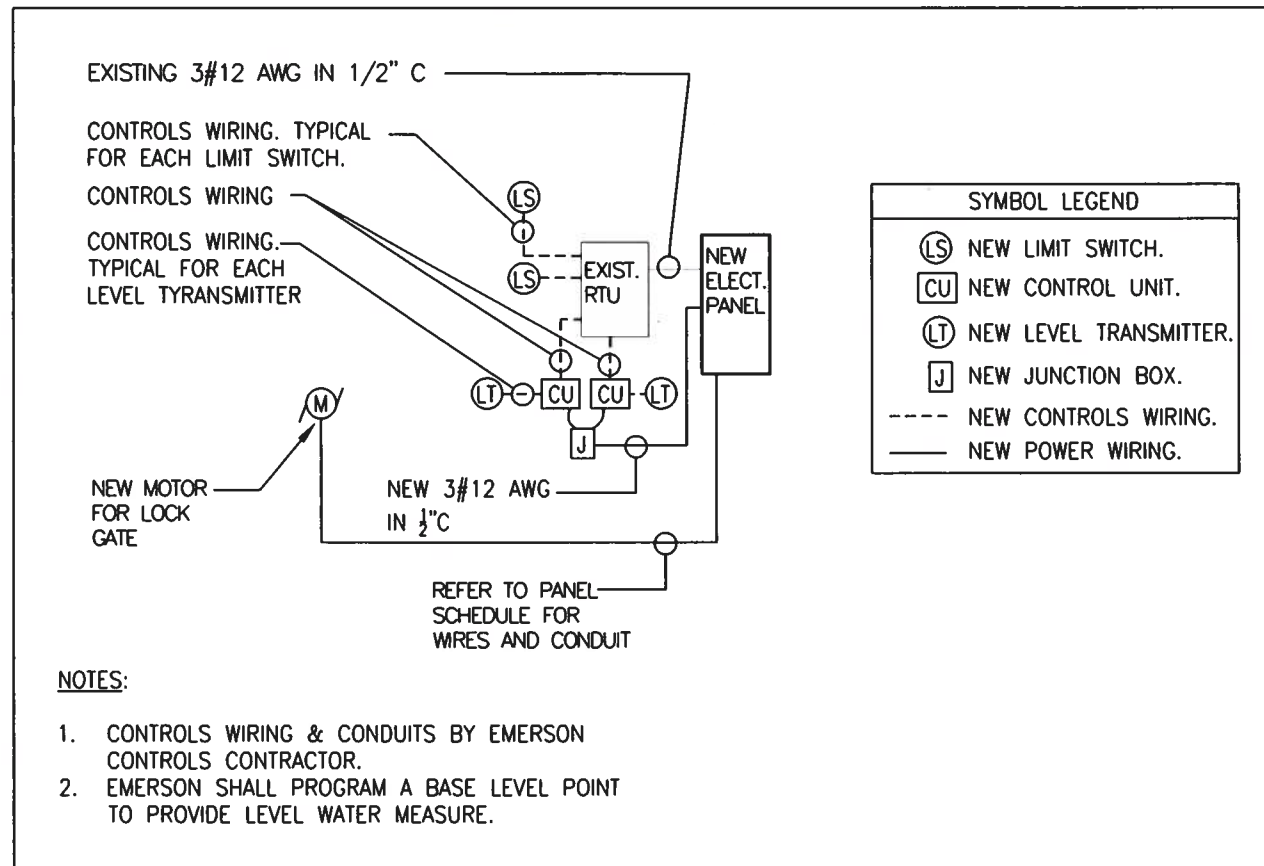 EXISTING 3#12 AWG IN 1/2" C
CONTROLS WIRING. TYPICAL
FOR EACH LIMIT SWITCH.
CONTROLS WIRING
CONTROLS WIRING.
TYPICAL FOR EACH
LEVEL TYRANSMITTER
LS
LS
EXIST.
RTU
NEW
ELECT.
PANEL
LT
CU
CU
LT
J
M
NEW MOTOR
FOR LOCK
GATE
NEW 3#12 AWG
IN ½"C
REFER TO PANEL
SCHEDULE FOR
WIRES AND CONDUIT
SYMBOL LEGEND
LS NEW LIMIT SWITCH.
CU NEW CONTROL UNIT.
LT NEW LEVEL TRANSMITTER.
J NEW JUNCTION BOX.
NEW CONTROLS WIRING.
NEW POWER WIRING.
NOTES:
1. CONTROLS WIRING & CONDUITS BY EMERSON
CONTROLS CONTRACTOR.
2. EMERSON SHALL PROGRAM A BASE LEVEL POINT
TO PROVIDE LEVEL WATER MEASURE.